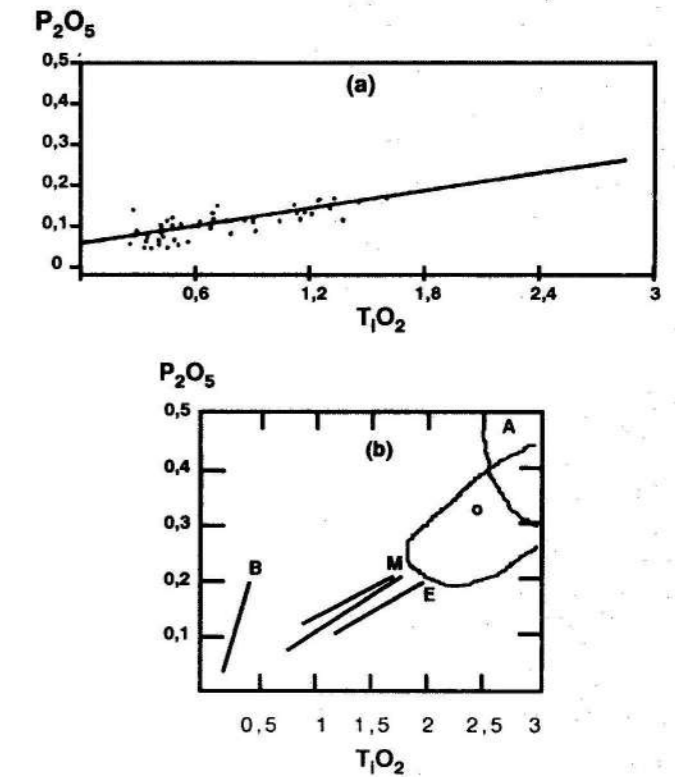 P₂O₅
0,5
(a)
0,4
0,3
0,2
0,1
0
0,6 1,2 1,8 2,4 3
TᵢO₂
P₂O₅
0,5
A
(b)
0,4
o
0,3
B M
0,2
E
0,1
0,5 1 1,5 2 2,5 3
TᵢO₂